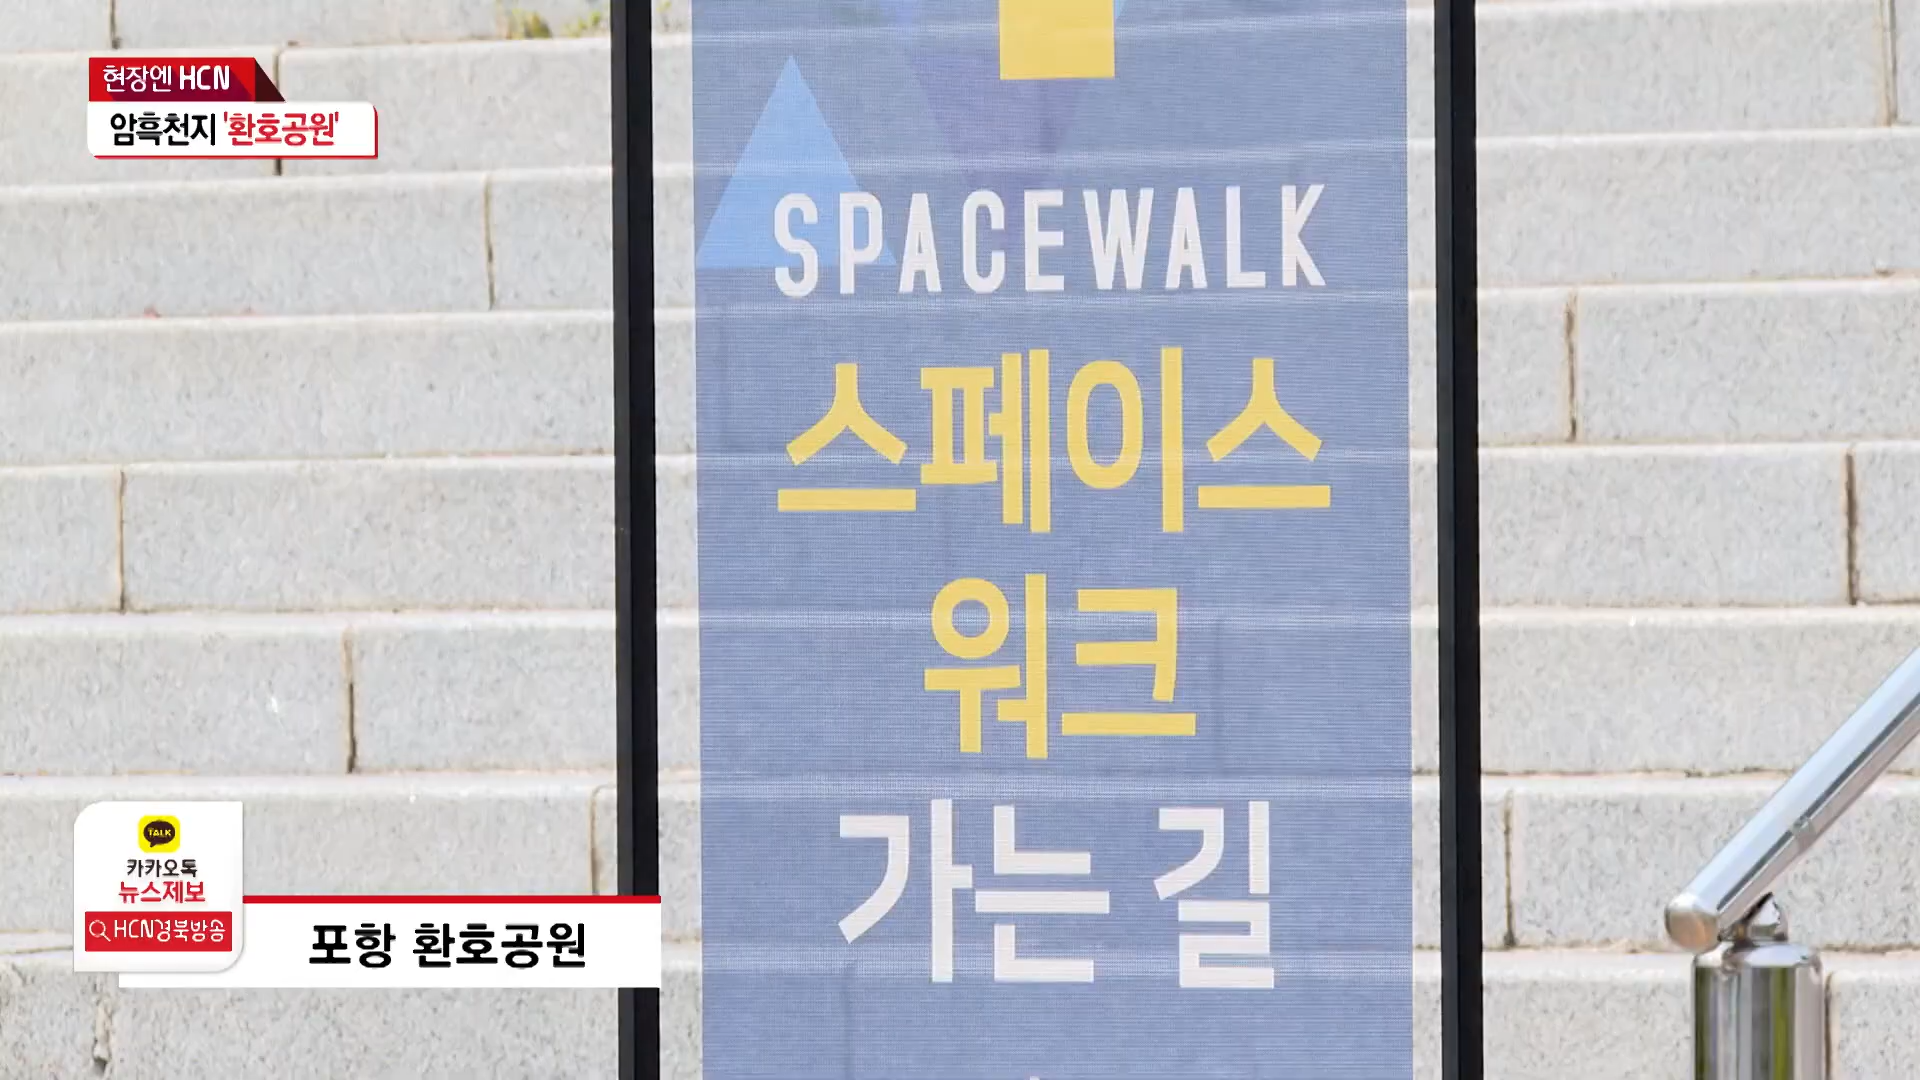 현장엔 HCN
암흑천지 '환호공원'
SPACEWALK
스페이스
워크
가는 길
TALK
카카오톡
뉴스제보
HCN경북방송
포항 환호공원